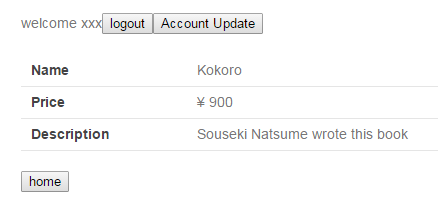 welcome xxx logout Account Update
Name Kokoro
Price ¥ 900
Description Souseki Natsume wrote this book
home